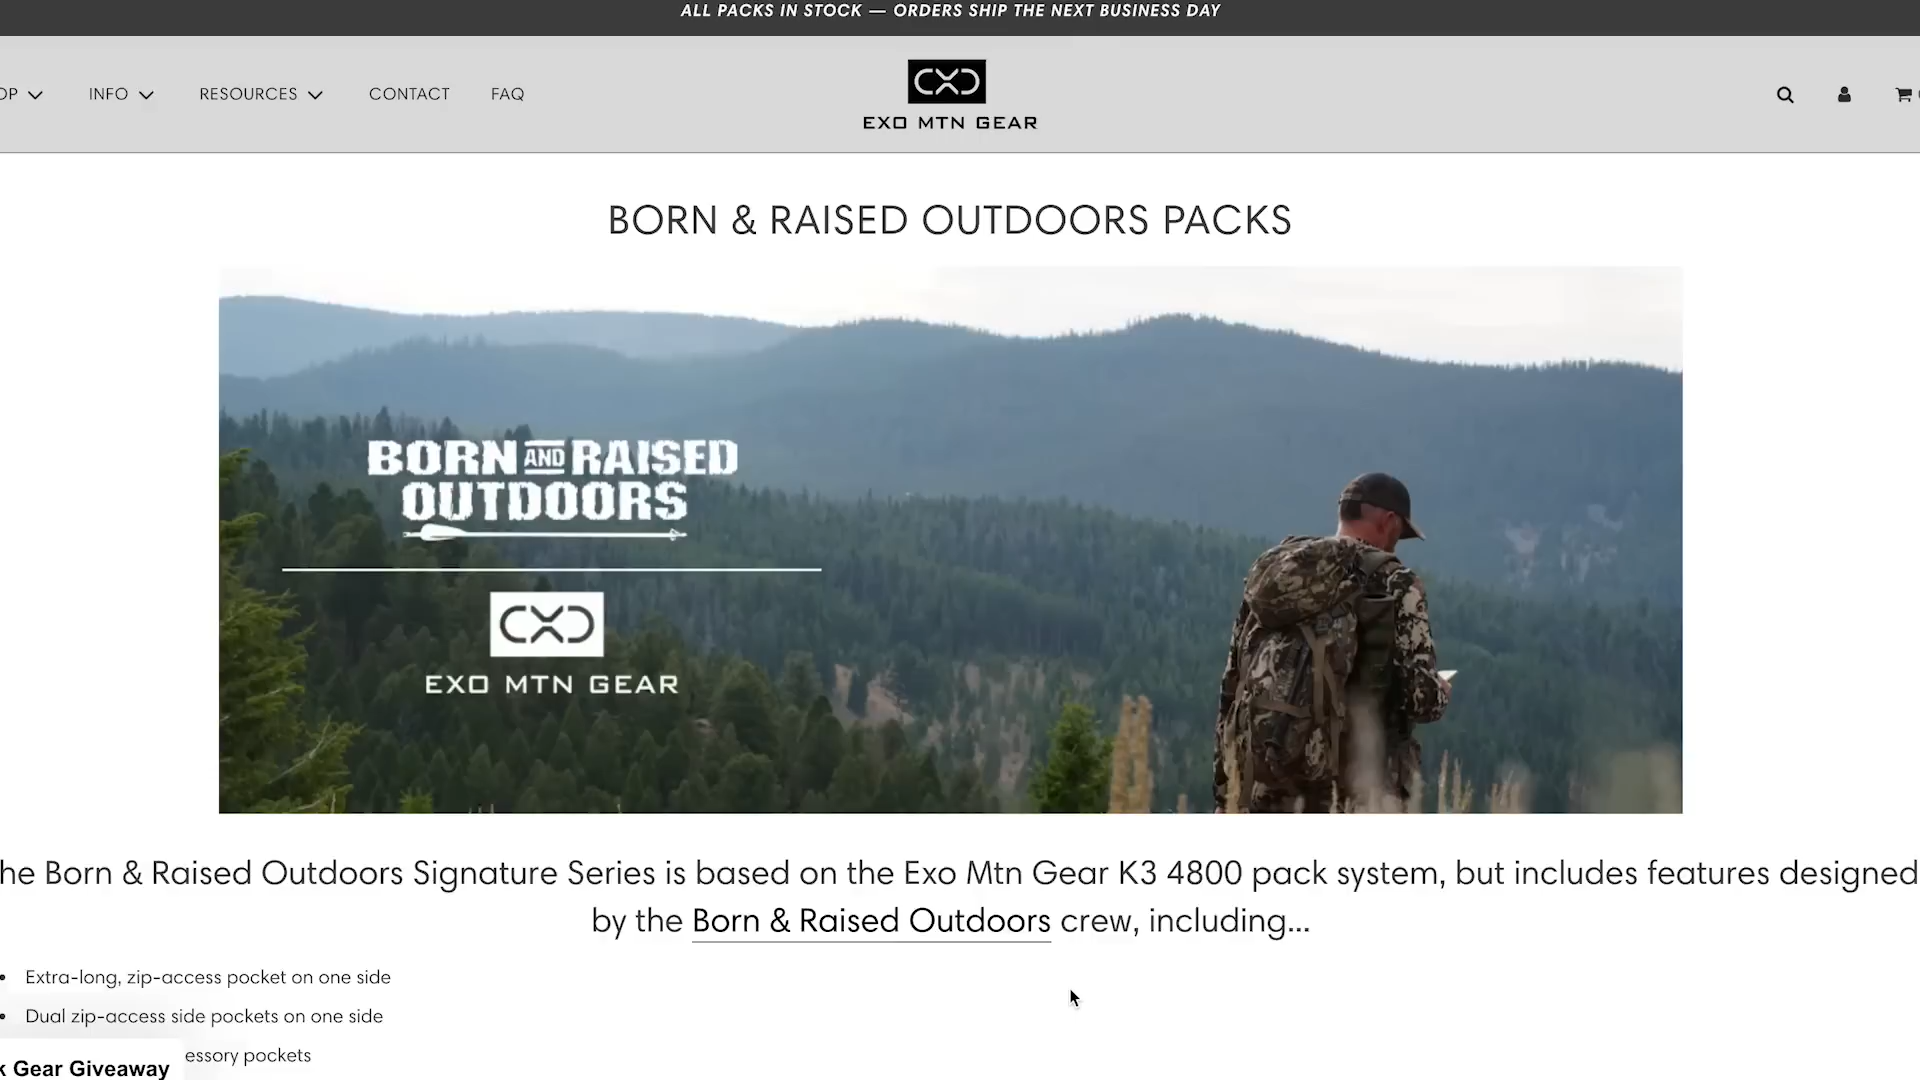 ALL PACKS IN STOCK — ORDERS SHIP THE NEXT BUSINESS DAY
OP INFO RESOURCES CONTACT FAQ
EXO MTN GEAR
BORN & RAISED OUTDOORS PACKS
BORN AND RAISED
OUTDOORS
EXO MTN GEAR
he Born & Raised Outdoors Signature Series is based on the Exo Mtn Gear K3 4800 pack system, but includes features designed
by the Born & Raised Outdoors crew, including...
• Extra-long, zip-access pocket on one side
• Dual zip-access side pockets on one side
essory pockets
k Gear Giveaway